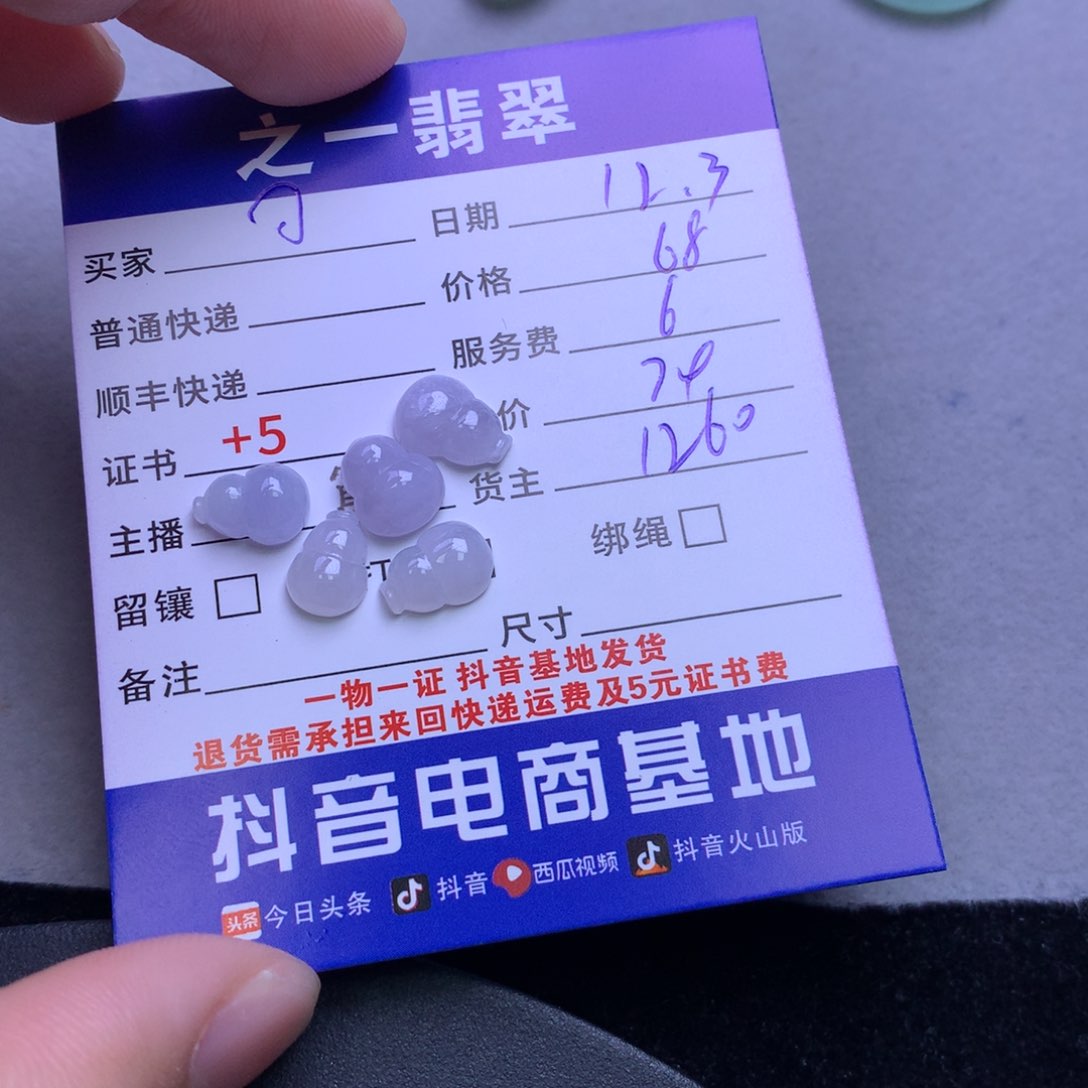 之一翡翠
买家 日期 12.3
普通快递 价格 68
顺丰快递 服务费 6
证书 +5 价 74
主播 货主 1260
留镶 打 绑绳
备注 尺寸
一物一证 抖音基地发货
退货需承担来回快递运费及5元证书费
抖音电商基地
头条 今日头条 抖音 西瓜视频 抖音火山版